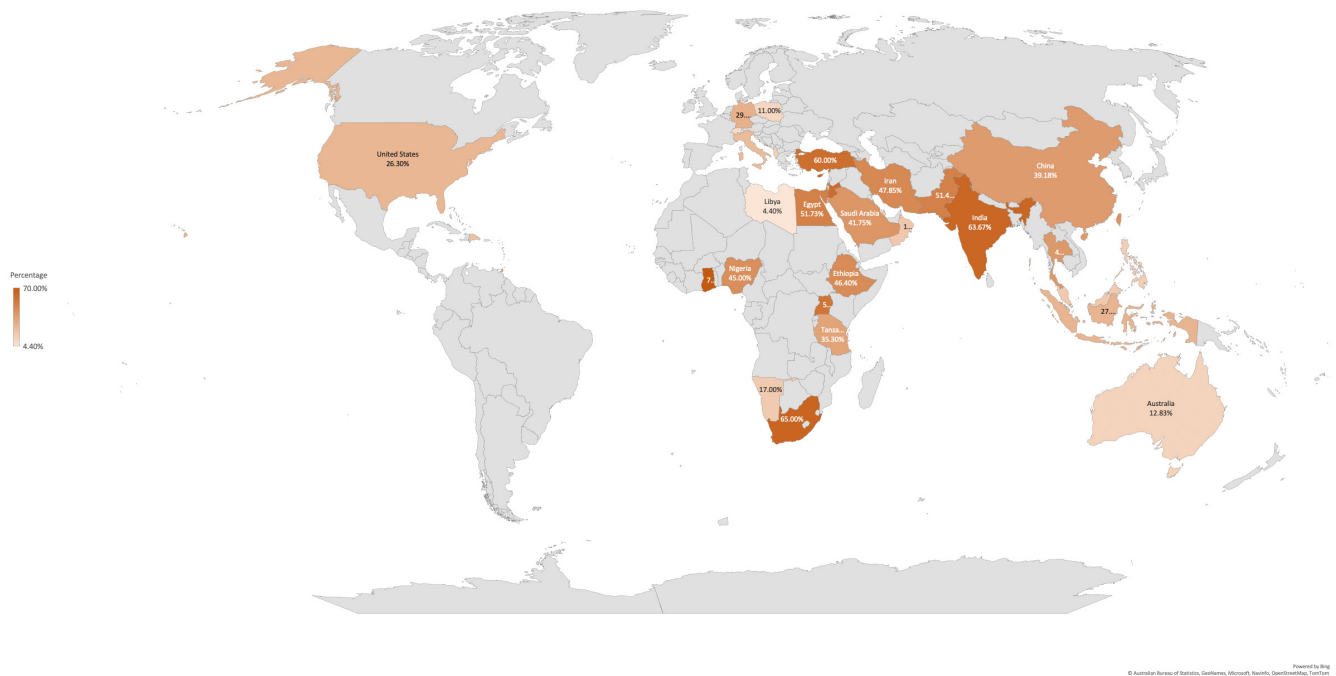 11.00%
29....
United States
26.30%
60.00%
China
39.18%
Iran
47.85%
51.4...
Libya
4.40%
Egypt
51.73%
Saudi Arabia
41.75%
1...
India
63.67%
4...
Percentage
70.00%
4.40%
7...
Nigeria
45.00%
Ethiopia
46.40%
5...
27....
Tanza...
35.30%
17.00%
65.00%
Australia
12.83%
Powered by Bing
© Australian Bureau of Statistics, GeoNames, Microsoft, Navinfo, OpenStreetMap, TomTom